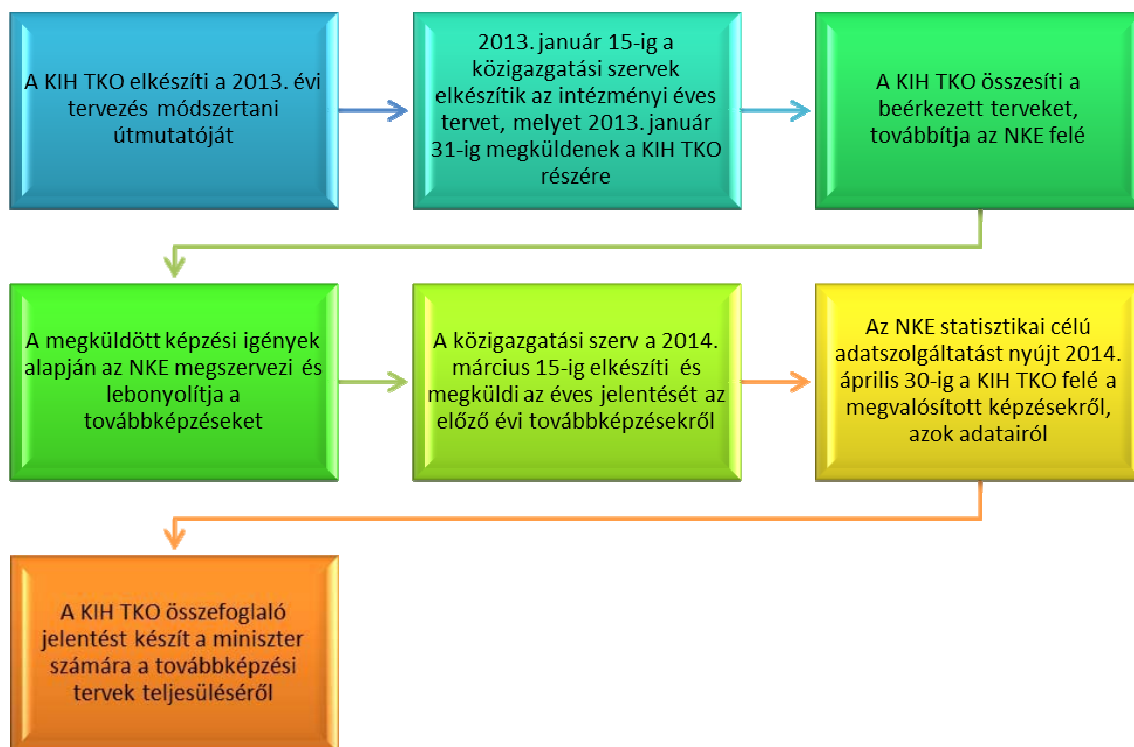 A KIH TKO elkészíti a 2013. évi
tervezés módszertani
útmutatóját
2013. január 15-ig a
közigazgatási szervek
elkészítik az intézményi éves
tervet, melyet 2013. január
31-ig megküldenek a KIH TKO
részére
A KIH TKO összesíti a
beérkezett terveket,
továbbítja az NKE felé
A megküldött képzési igények
alapján az NKE megszervezi és
lebonyolítja a
továbbképzéseket
A közigazgatási szerv a 2014.
március 15-ig elkészíti és
megküldi az éves jelentését az
előző évi továbbképzésekről
Az NKE statisztikai célú
adatszolgáltatást nyújt 2014.
április 30-ig a KIH TKO felé a
megvalósított képzésekről,
azok adatairól
A KIH TKO összefoglaló
jelentést készít a miniszter
számára a továbbképzési
tervek teljesüléséről